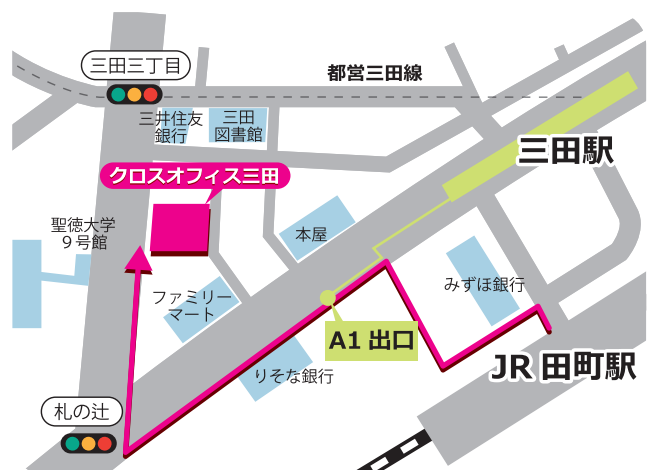 三田三丁目
都営三田線
三井住友
銀行
三田
図書館
三田駅
クロスオフィス三田
聖徳大学
9号館
本屋
みずほ銀行
ファミリー
マート
A1 出口
JR 田町駅
りそな銀行
札の辻